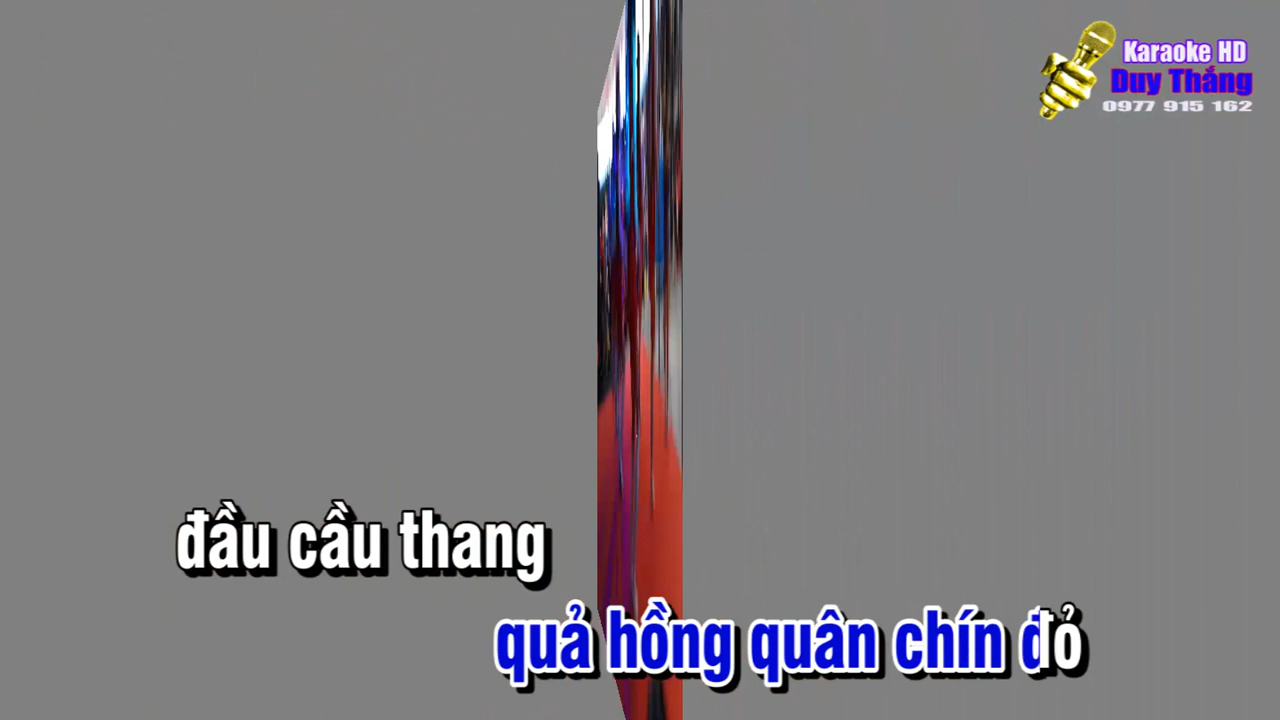 Karaoke HD
Duy Thắng
0977 915 162
đầu cầu thang
quả hồng quân chín đỏ